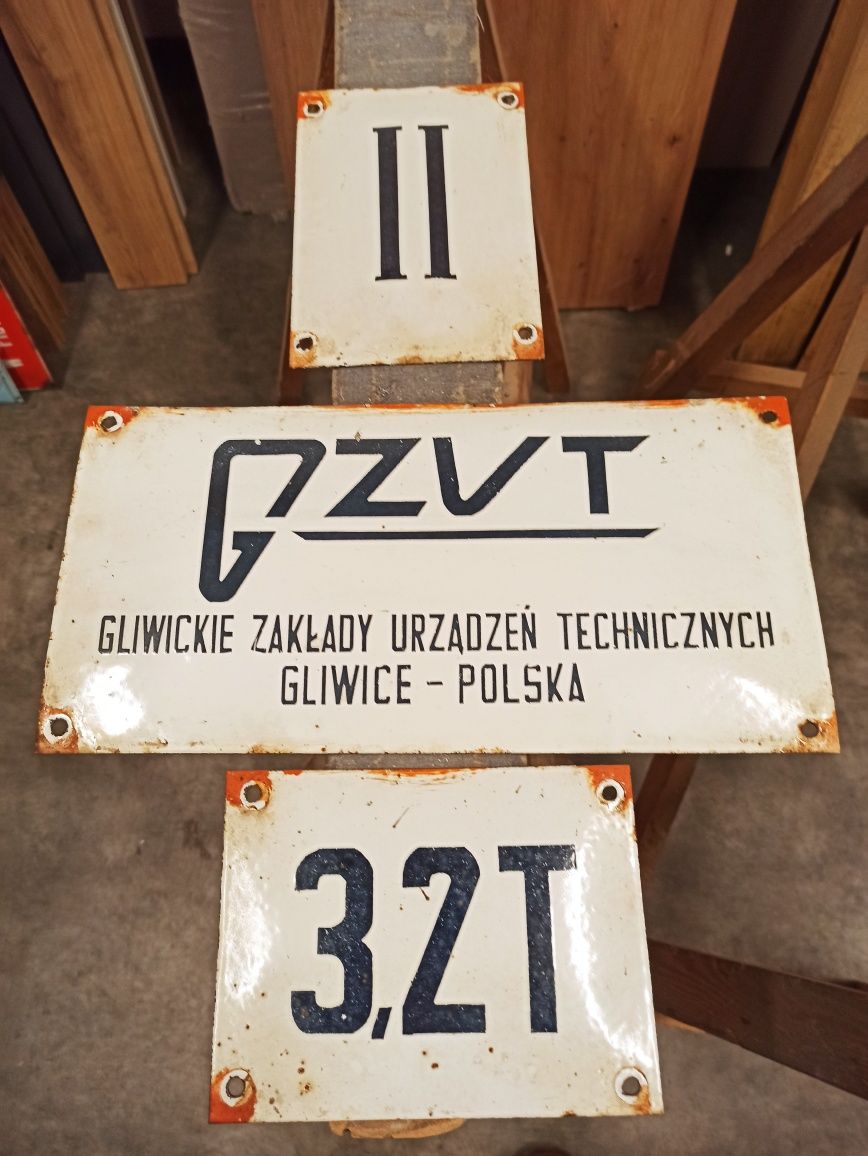 II
GZUT
GLIWICKIE ZAKŁADY URZĄDZEŃ TECHNICZNYCH
GLIWICE - POLSKA
3,2T